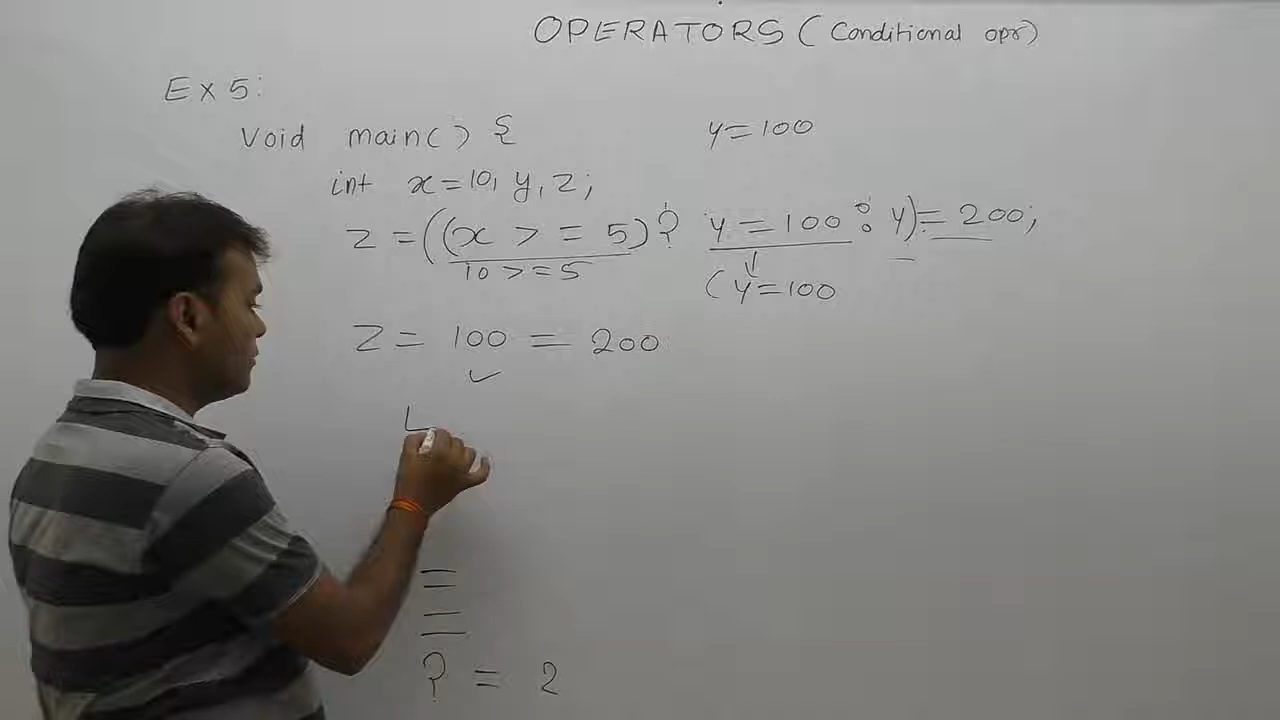 OPERATORS (Conditional opr)
Ex 5:
Void main() {
y=100
int x=10, y, z;
z=((x >= 5)? y=100 : y)=200;
10 >= 5
(y=100
Z = 100 = 200
L
=
=
? = 2